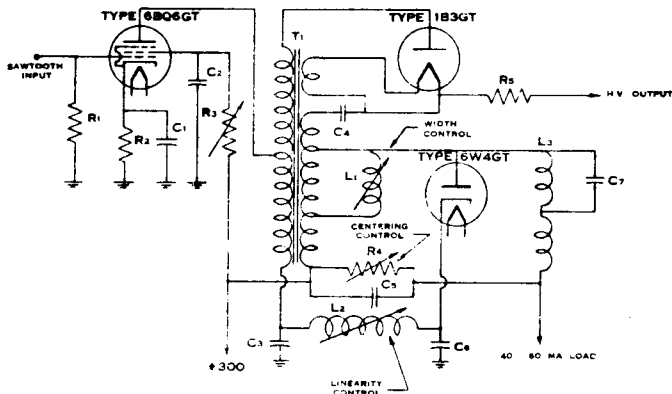 TYPE 6BQ6GT
TYPE 1B3GT
T1
SAWTOOTH
INPUT
C2
R3
R1
R2
C1
C4
R5
H V OUTPUT
WIDTH
CONTROL
TYPE 6W4GT
L3
L1
C7
CENTERING
CONTROL
R4
C5
L2
C3
C6
+300
LINEARITY
CONTROL
40 60 MA LOAD